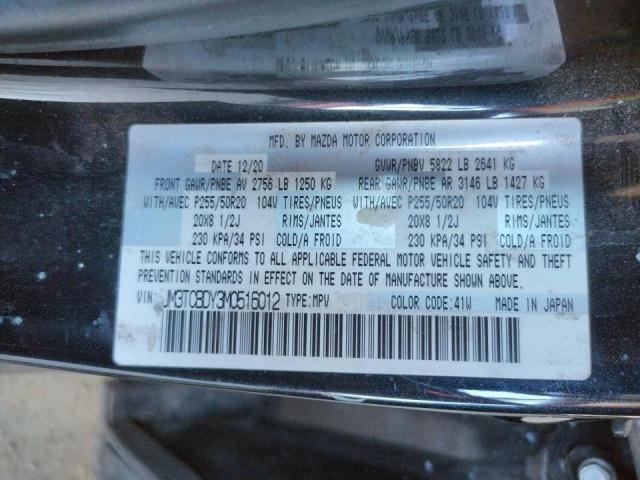 MFD. BY MAZDA MOTOR CORPORATION
DATE 12/20 GVWR/PNBV 5822 LB 2641 KG
FRONT GAWR/PNBE AV 2756 LB 1250 KG REAR GAWR/PNBE AR 3146 LB 1427 KG
WITH/AVEC P255/50R20 104V TIRES/PNEUS WITH/AVEC P255/50R20 104V TIRES/PNEUS
20X8 1/2J RIMS/JANTES 20X8 1/2J RIMS/JANTES
230 KPA/34 PSI COLD/A FROID 230 KPA/34 PSI COLD/A FROID
THIS VEHICLE CONFORMS TO ALL APPLICABLE FEDERAL MOTOR VEHICLE SAFETY AND THEFT
PREVENTION STANDARDS IN EFFECT ON THE DATE OF MANUFACTURE SHOWN ABOVE.
VIN: JM3TCBDY3M0516012 TYPE:MPV COLOR CODE:41W MADE IN JAPAN